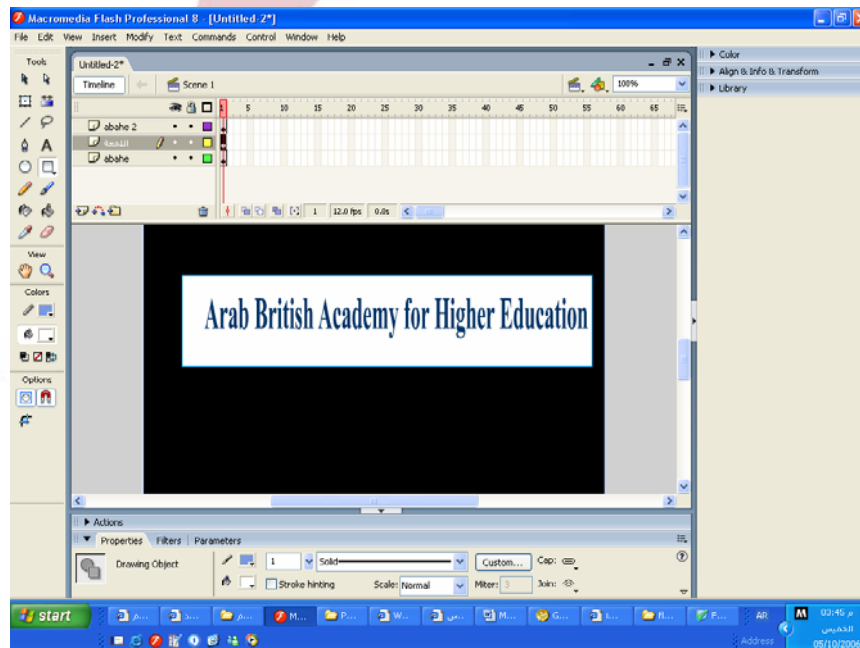 Macromedia Flash Professional 8 - [Untitled-2*]
File Edit View Insert Modify Text Commands Control Window Help
Tools
Untitled-2*
Timeline Scene 1 100%
1 5 10 15 20 25 30 35 40 45 50 55 60 65
abahe 2
اللمعة
abahe
1 12.0 fps 0.0s
View
Colors
Options
Color
Align & Info & Transform
Library
Arab British Academy for Higher Education
Actions
Properties Filters Parameters
Drawing Object
1 Solid Custom... Cap:
Stroke hinting Scale: Normal Miter: 3 Join:
start M... P... W... M... G... F... AR 03:45 م
الخميس
Address 05/10/2006